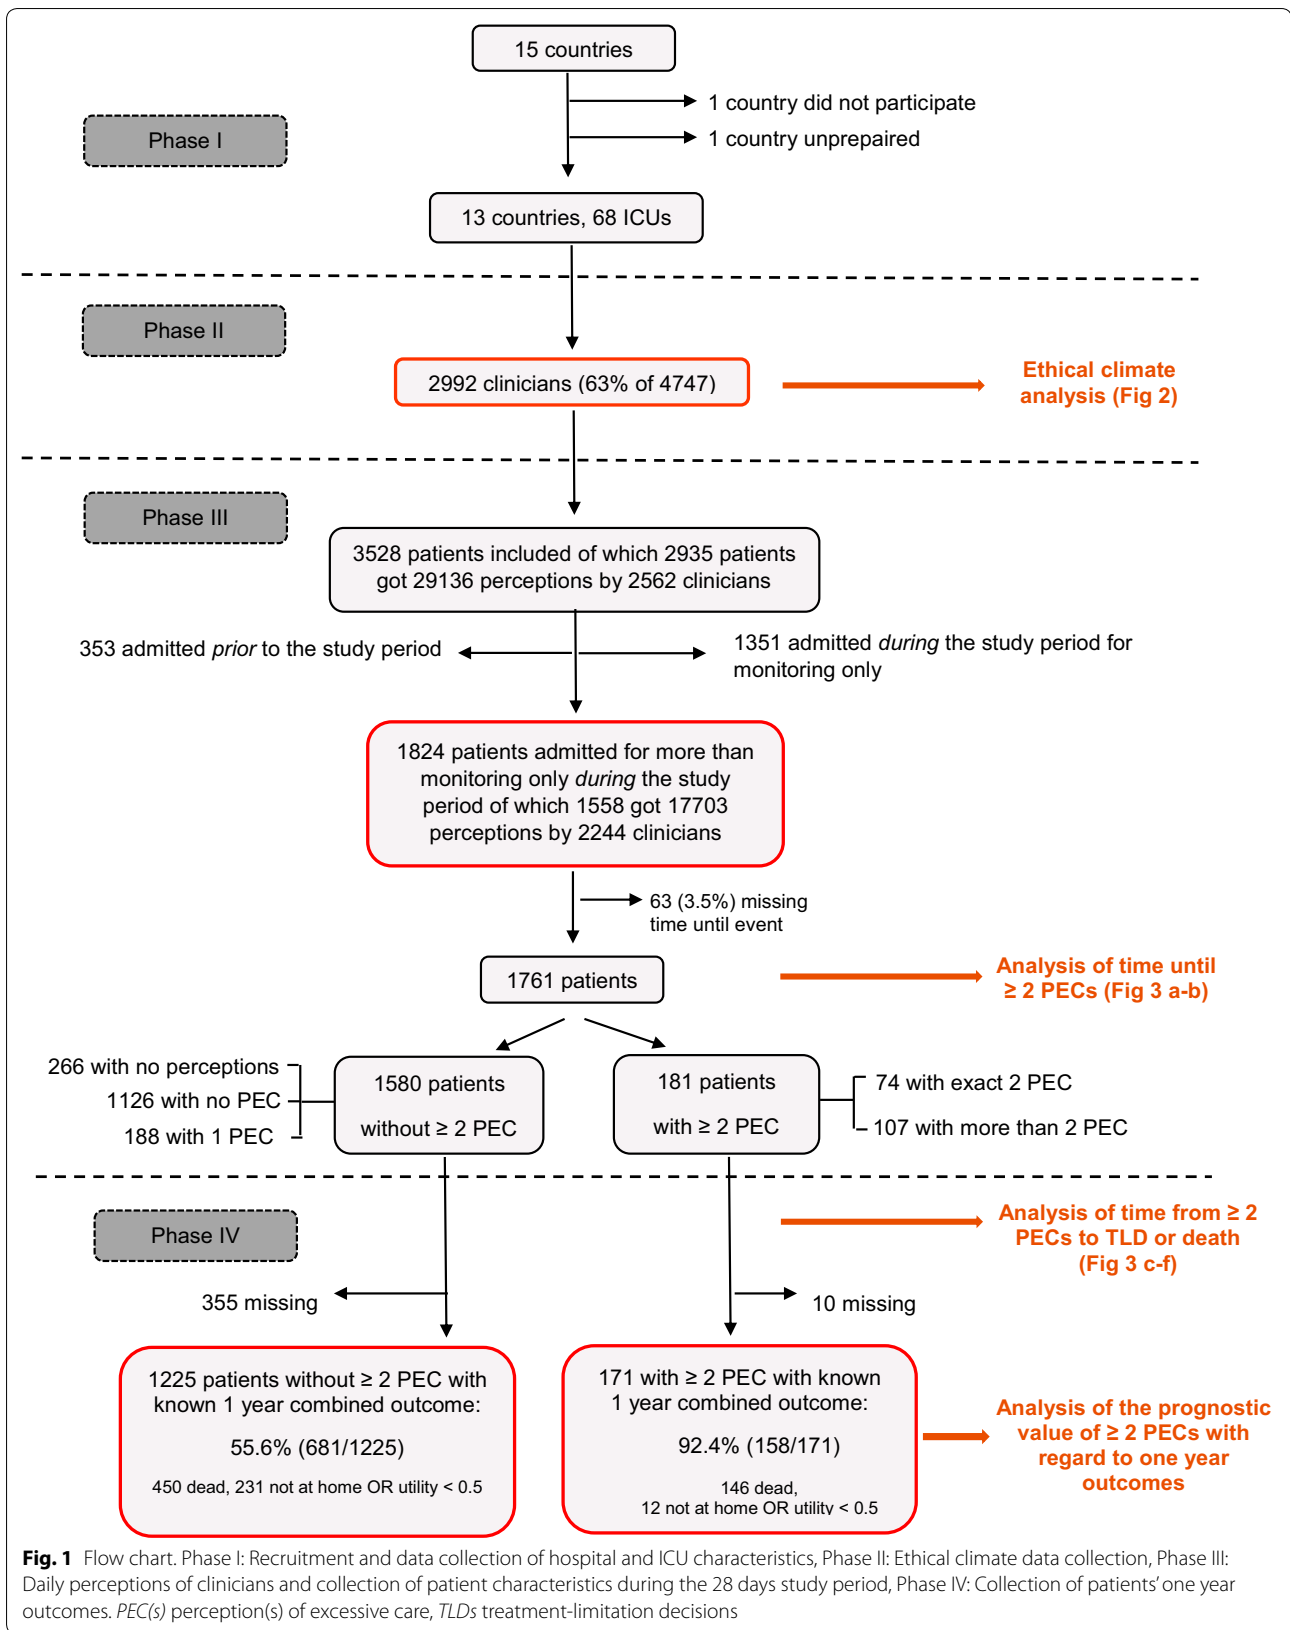 15 countries
1 country did not participate
Phase I
1 country unprepaired
13 countries, 68 ICUs
Phase II
2992 clinicians (63% of 4747)
Ethical climate
analysis (Fig 2)
Phase III
3528 patients included of which 2935 patients
got 29136 perceptions by 2562 clinicians
353 admitted prior to the study period
1351 admitted during the study period for
monitoring only
1824 patients admitted for more than
monitoring only during the study
period of which 1558 got 17703
perceptions by 2244 clinicians
63 (3.5%) missing
time until event
1761 patients
Analysis of time until
≥ 2 PECs (Fig 3 a-b)
266 with no perceptions
1126 with no PEC
188 with 1 PEC
1580 patients
without ≥ 2 PEC
181 patients
with ≥ 2 PEC
74 with exact 2 PEC
107 with more than 2 PEC
Phase IV
Analysis of time from ≥ 2
PECs to TLD or death
(Fig 3 c-f)
355 missing
10 missing
1225 patients without ≥ 2 PEC with
known 1 year combined outcome:
55.6% (681/1225)
450 dead, 231 not at home OR utility < 0.5
171 with ≥ 2 PEC with known
1 year combined outcome:
92.4% (158/171)
146 dead,
12 not at home OR utility < 0.5
Analysis of the prognostic
value of ≥ 2 PECs with
regard to one year
outcomes
Fig. 1 Flow chart. Phase I: Recruitment and data collection of hospital and ICU characteristics, Phase II: Ethical climate data collection, Phase III:
Daily perceptions of clinicians and collection of patient characteristics during the 28 days study period, Phase IV: Collection of patients' one year
outcomes. PEC(s) perception(s) of excessive care, TLDs treatment-limitation decisions